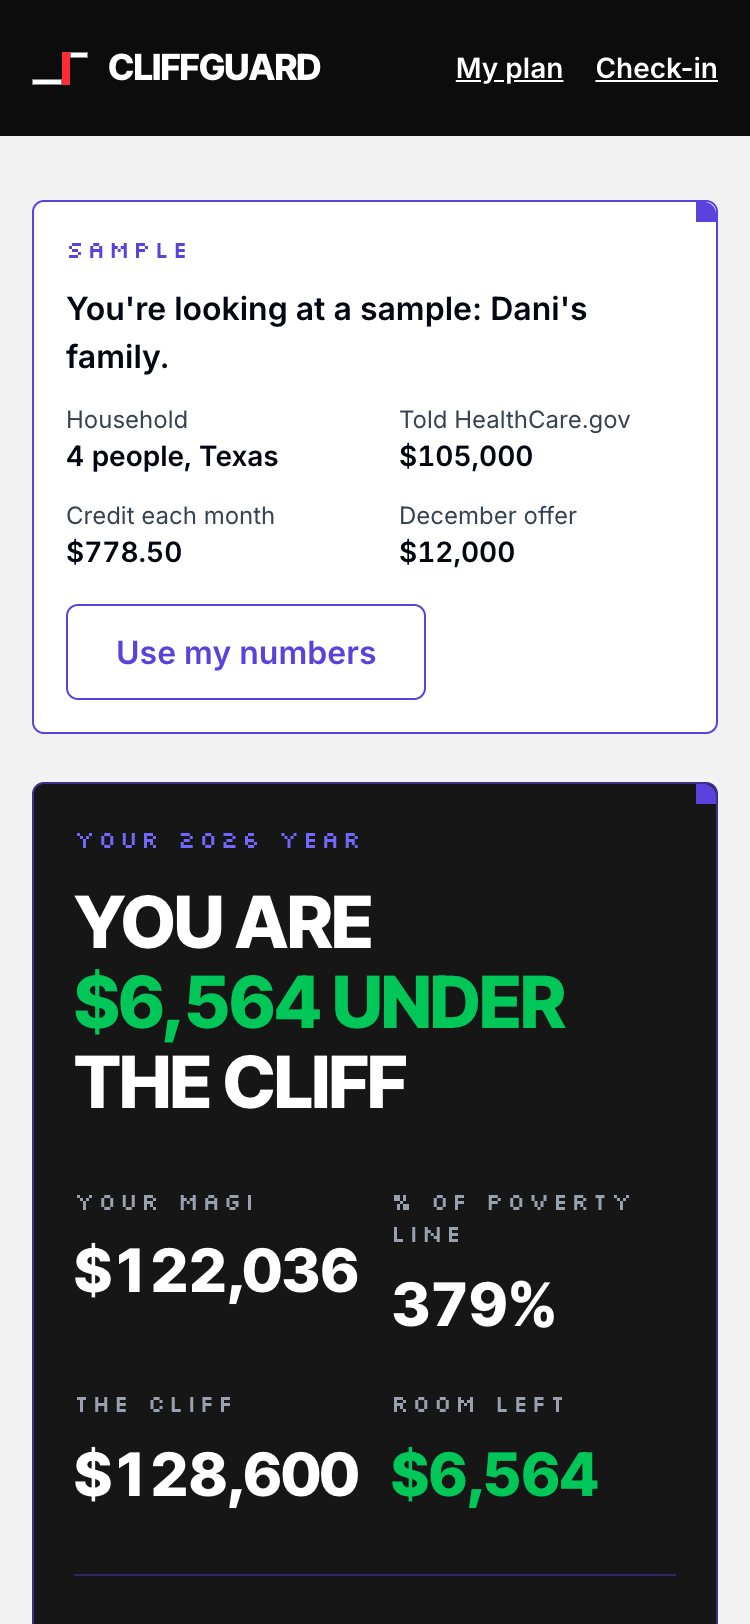 CLIFFGUARD
My plan
Check-in
SAMPLE
You're looking at a sample: Dani's
family.
Household
4 people, Texas
Told HealthCare.gov
$105,000
Credit each month
$778.50
December offer
$12,000
Use my numbers
YOUR 2026 YEAR
YOU ARE
$6,564 UNDER
THE CLIFF
YOUR MAGI
$122,036
% OF POVERTY
LINE
379%
THE CLIFF
$128,600
ROOM LEFT
$6,564